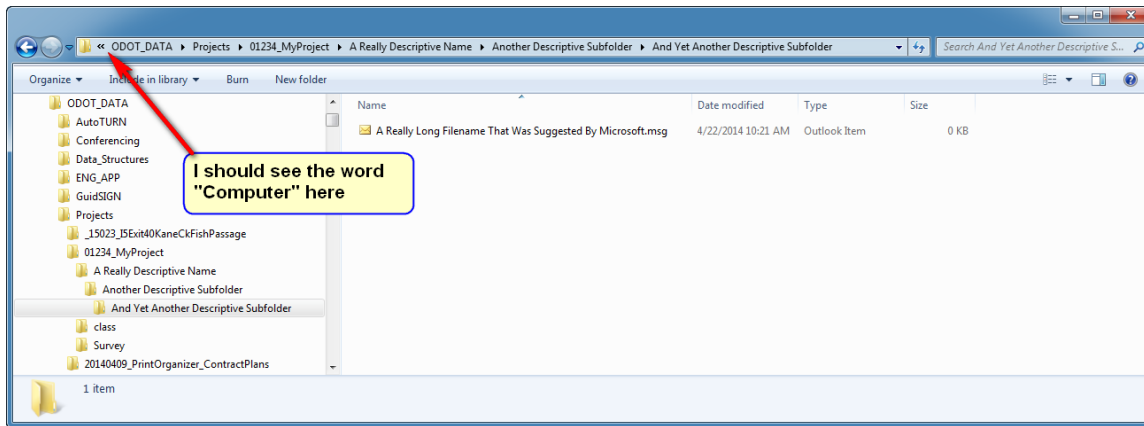 « ODOT_DATA ▸ Projects ▸ 01234_MyProject ▸ A Really Descriptive Name ▸ Another Descriptive Subfolder ▸ And Yet Another Descriptive Subfolder
Search And Yet Another Descriptive S...
Organize Include in library Burn New folder
ODOT_DATA
AutoTURN
Conferencing
Data_Structures
ENG_APP
GuidSIGN
Projects
_15023_I5Exit40KaneCkFishPassage
01234_MyProject
A Really Descriptive Name
Another Descriptive Subfolder
And Yet Another Descriptive Subfolder
class
Survey
20140409_PrintOrganizer_ContractPlans
Name Date modified Type Size
A Really Long Filename That Was Suggested By Microsoft.msg 4/22/2014 10:21 AM Outlook Item 0 KB
I should see the word
"Computer" here
1 item